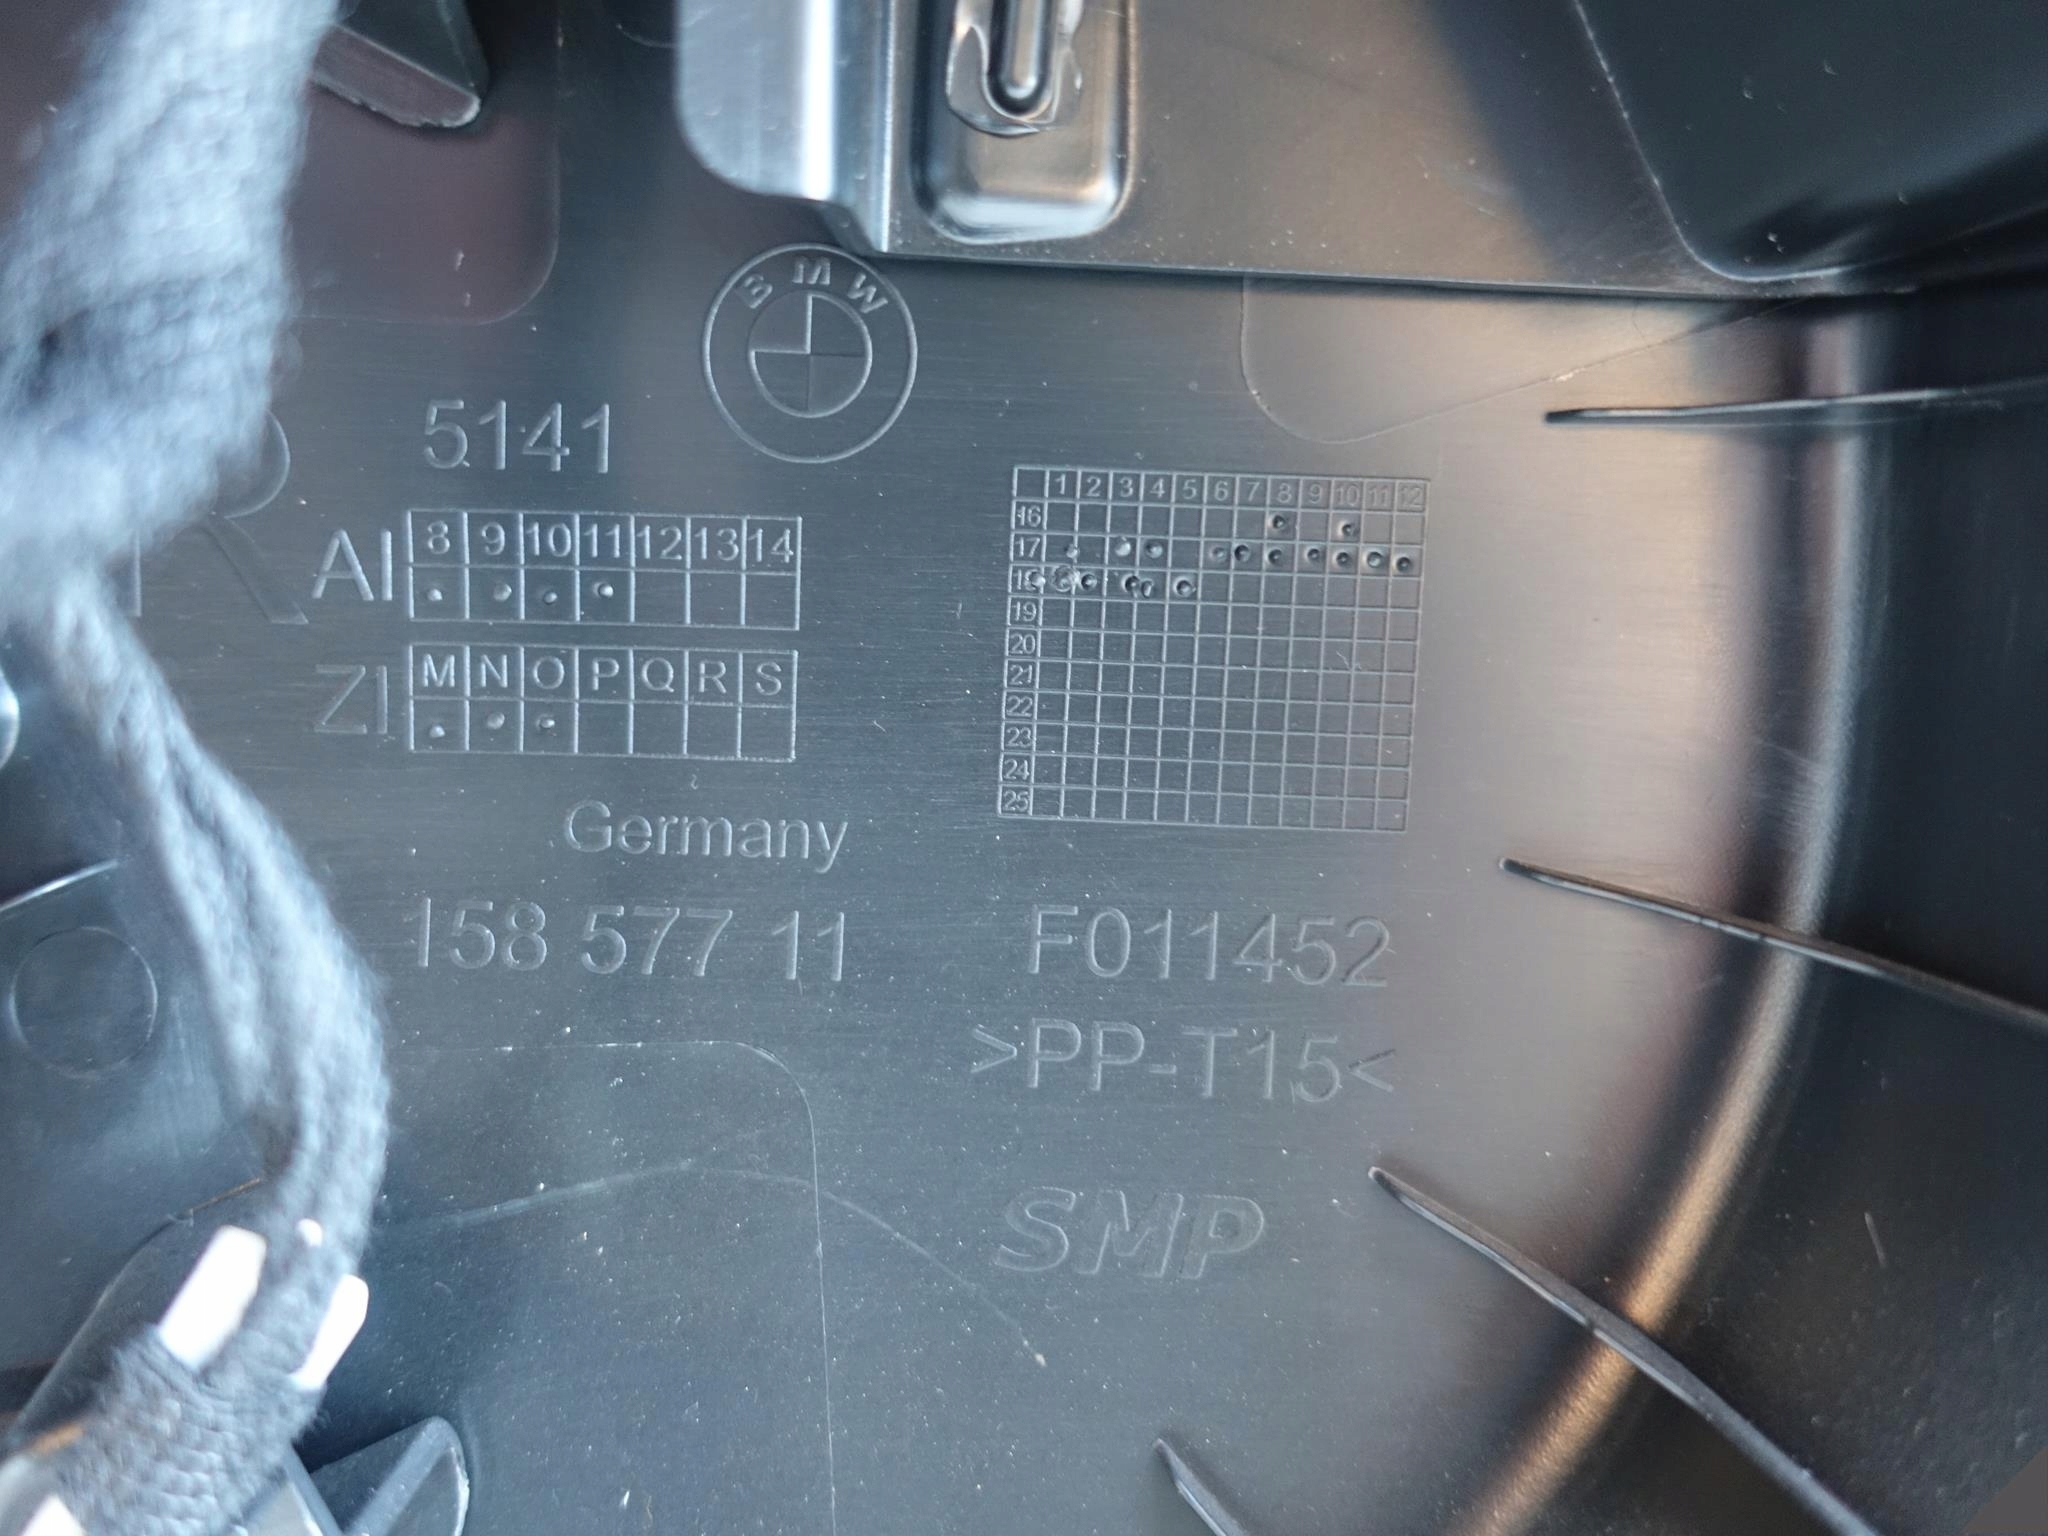 BMW
5141
AI 8 9 10 11 12 13 14
ZI M N O P Q R S
1 2 3 4 5 6 7 8 9 10 11 12
16
17
18
19
20
21
22
23
24
25
Germany
158 577 11
F011452
>PP-T15<
SMP